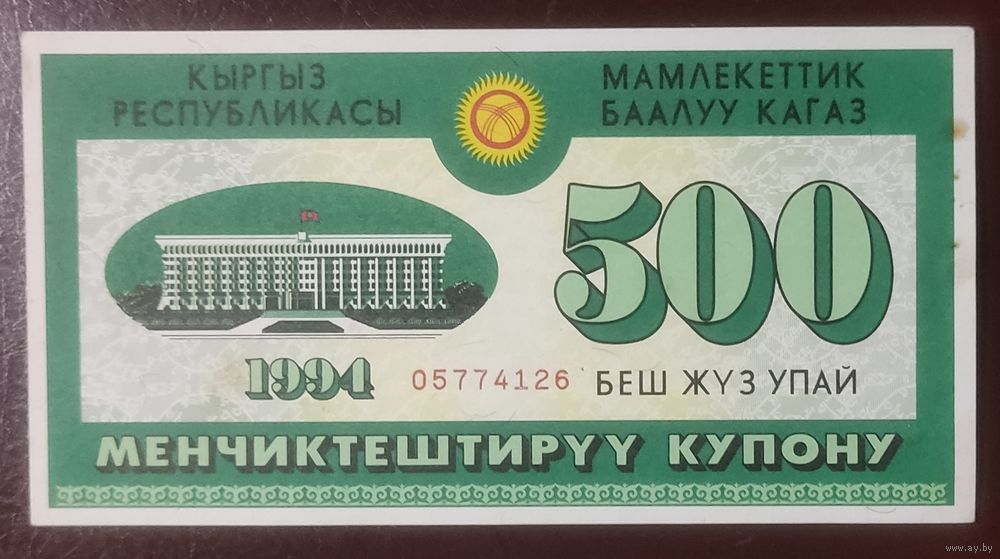 КЫРГЫЗ
РЕСПУБЛИКАСЫ
МАМЛЕКЕТТИК
БААЛУУ КАГАЗ
500
1994 05774126 БЕШ ЖҮЗ УПАЙ
МЕНЧИКТЕШТИРҮҮ КУПОНУ
www.ay.by